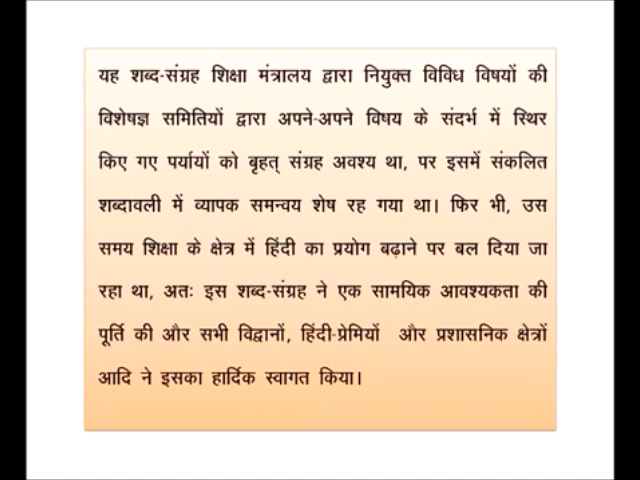 यह शब्द-संग्रह शिक्षा मंत्रालय द्वारा नियुक्त विविध विषयों की
विशेषज्ञ समितियों द्वारा अपने-अपने विषय के संदर्भ में स्थिर
किए गए पर्यायों को बृहत् संग्रह अवश्य था, पर इसमें संकलित
शब्दावली में व्यापक समन्वय शेष रह गया था। फिर भी, उस
समय शिक्षा के क्षेत्र में हिंदी का प्रयोग बढ़ाने पर बल दिया जा
रहा था, अतः इस शब्द-संग्रह ने एक सामयिक आवश्यकता की
पूर्ति की और सभी विद्वानों, हिंदी-प्रेमियों और प्रशासनिक क्षेत्रों
आदि ने इसका हार्दिक स्वागत किया।